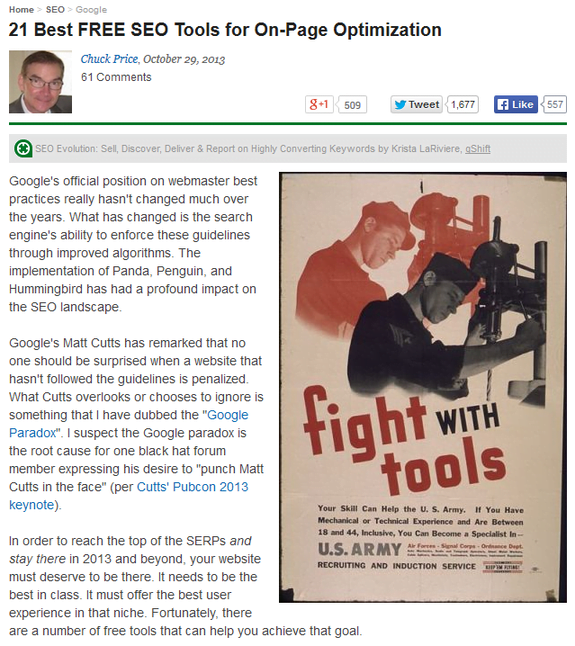 Home > SEO > Google
21 Best FREE SEO Tools for On-Page Optimization
Chuck Price, October 29, 2013
61 Comments
g+1 509 Tweet 1,677 Like 557
SEO Evolution: Sell, Discover, Deliver & Report on Highly Converting Keywords by Krista LaRiviere, gShift
Google's official position on webmaster best
practices really hasn't changed much over
the years. What has changed is the search
engine's ability to enforce these guidelines
through improved algorithms. The
implementation of Panda, Penguin, and
Hummingbird has had a profound impact on
the SEO landscape.
Google's Matt Cutts has remarked that no
one should be surprised when a website that
hasn't followed the guidelines is penalized.
What Cutts overlooks or chooses to ignore is
something that I have dubbed the "Google
Paradox". I suspect the Google paradox is
the root cause for one black hat forum
member expressing his desire to "punch Matt
Cutts in the face" (per Cutts' Pubcon 2013
keynote).
In order to reach the top of the SERPs and
stay there in 2013 and beyond, your website
must deserve to be there. It needs to be the
best in class. It must offer the best user
experience in that niche. Fortunately, there
are a number of free tools that can help you achieve that goal.
fight WITH
tools
Your Skill Can Help the U. S. Army. If You Have
Mechanical or Technical Experience and Are Between
18 and 44, Inclusive, You Can Become a Specialist In—
U.S. ARMY Air Forces - Signal Corps - Ordnance Dept.
RECRUITING AND INDUCTION SERVICE KEEP 'EM FLYING!